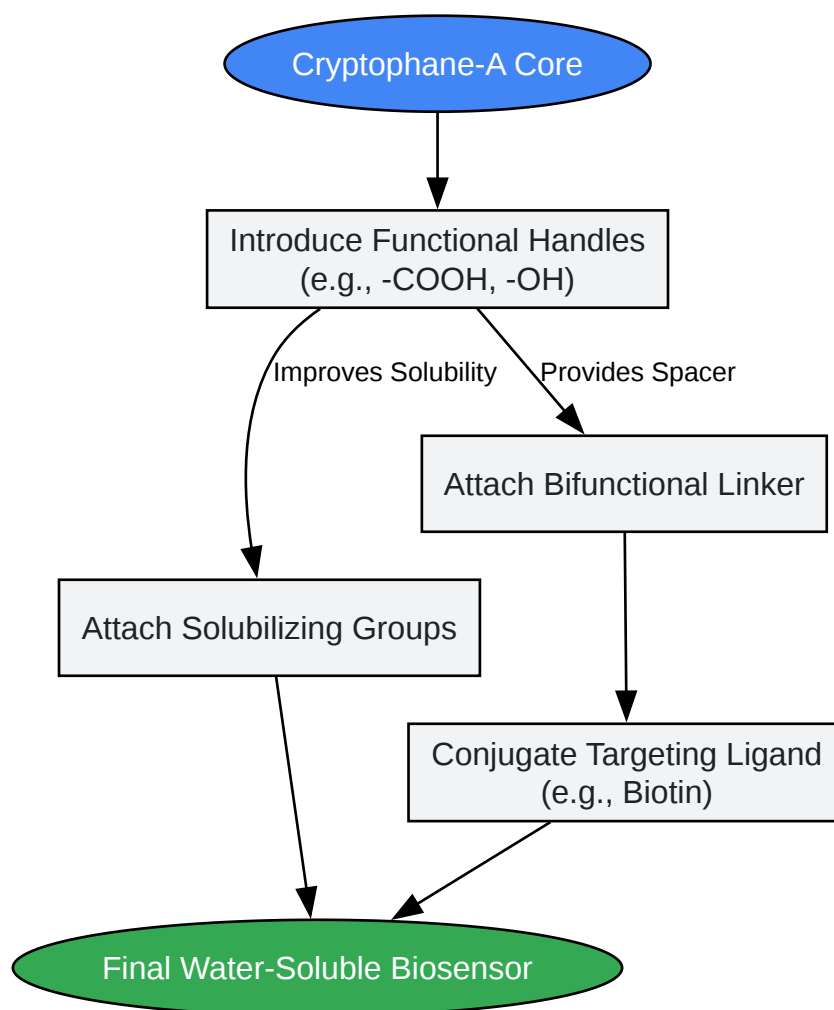 Cryptophane-A Core
Introduce Functional Handles
(e.g., -COOH, -OH)
Improves Solubility
Provides Spacer
Attach Bifunctional Linker
Attach Solubilizing Groups
Conjugate Targeting Ligand
(e.g., Biotin)
Final Water-Soluble Biosensor